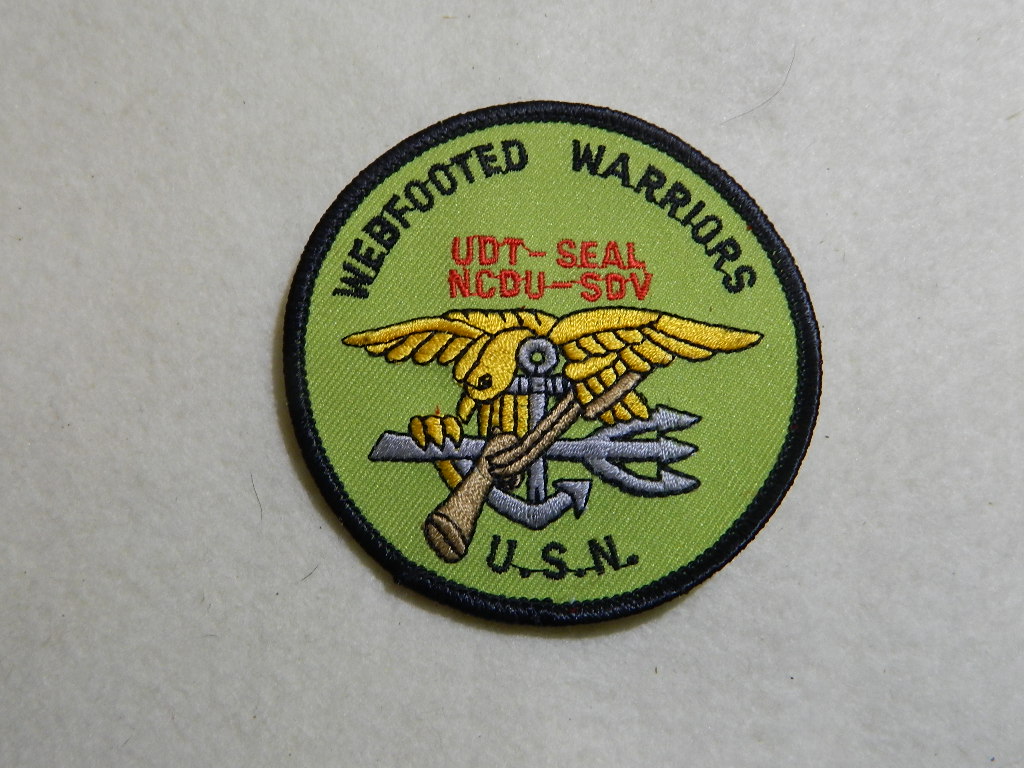 WEBFOOTED WARRIORS
UDT-SEAL
NCDU-SDV
U.S.N.